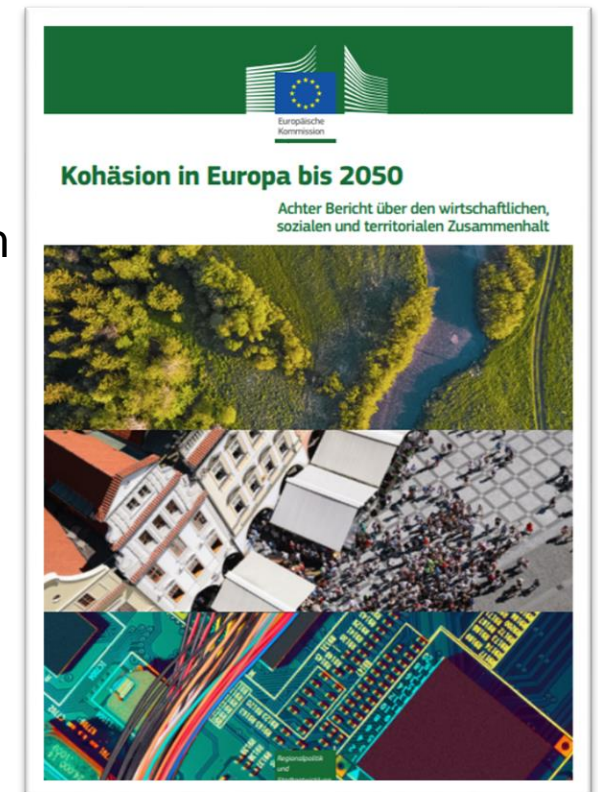 Europäische
Kommission
Kohäsion in Europa bis 2050
Achter Bericht über den wirtschaftlichen,
sozialen und territorialen Zusammenhalt
n
Regionalpolitik
und